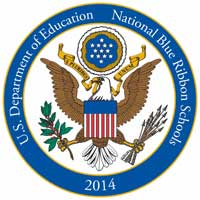 U.S. Department of Education
National Blue Ribbon Schools
2014